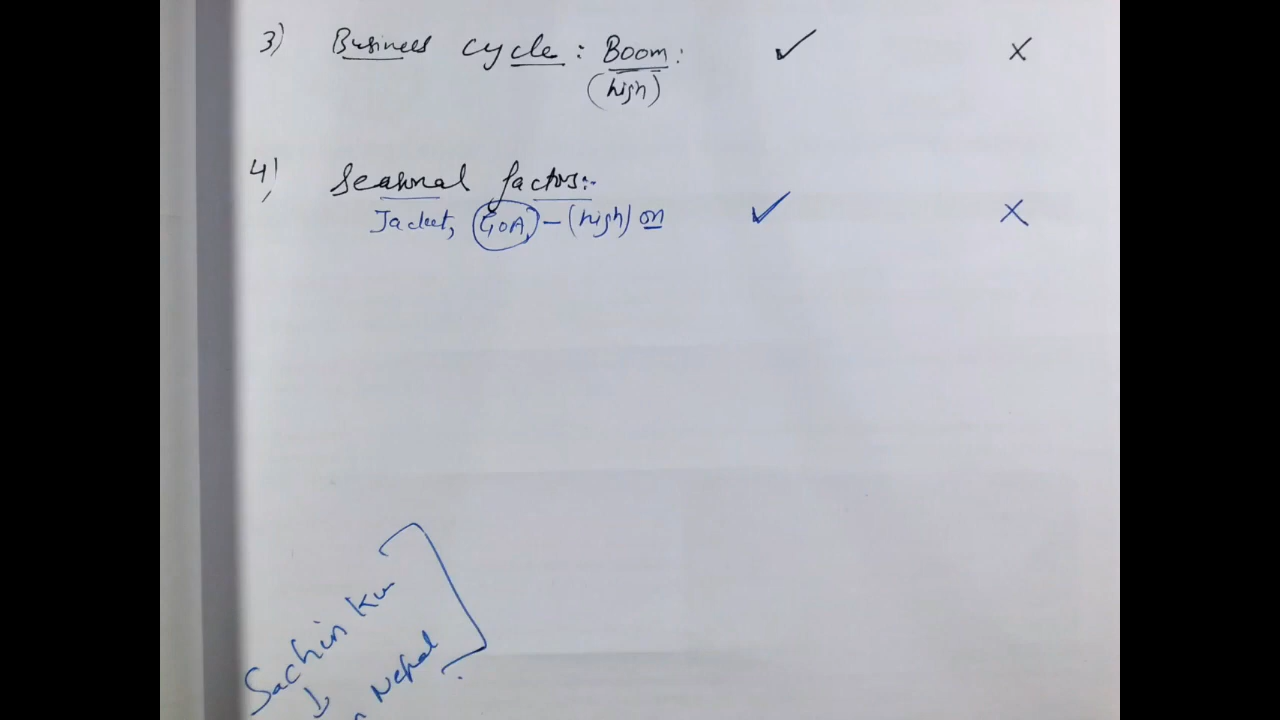 3) Business cycle : Boom : ✓ ×
(high)
4) Seasonal factors:-
Jacket, GOA – (high) on ✓ ×
Sachin Ku
↓
Nepal